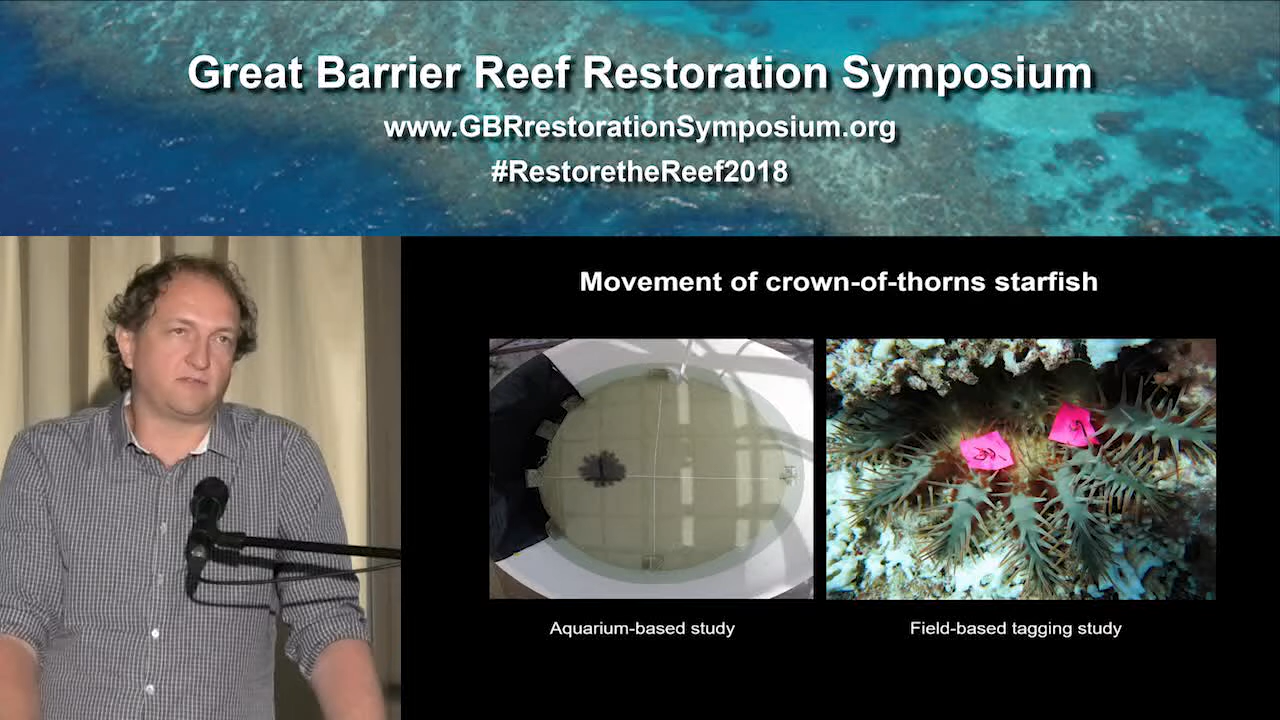 Great Barrier Reef Restoration Symposium
www.GBRrestorationSymposium.org
#RestoretheReef2018
Movement of crown-of-thorns starfish
Aquarium-based study
Field-based tagging study